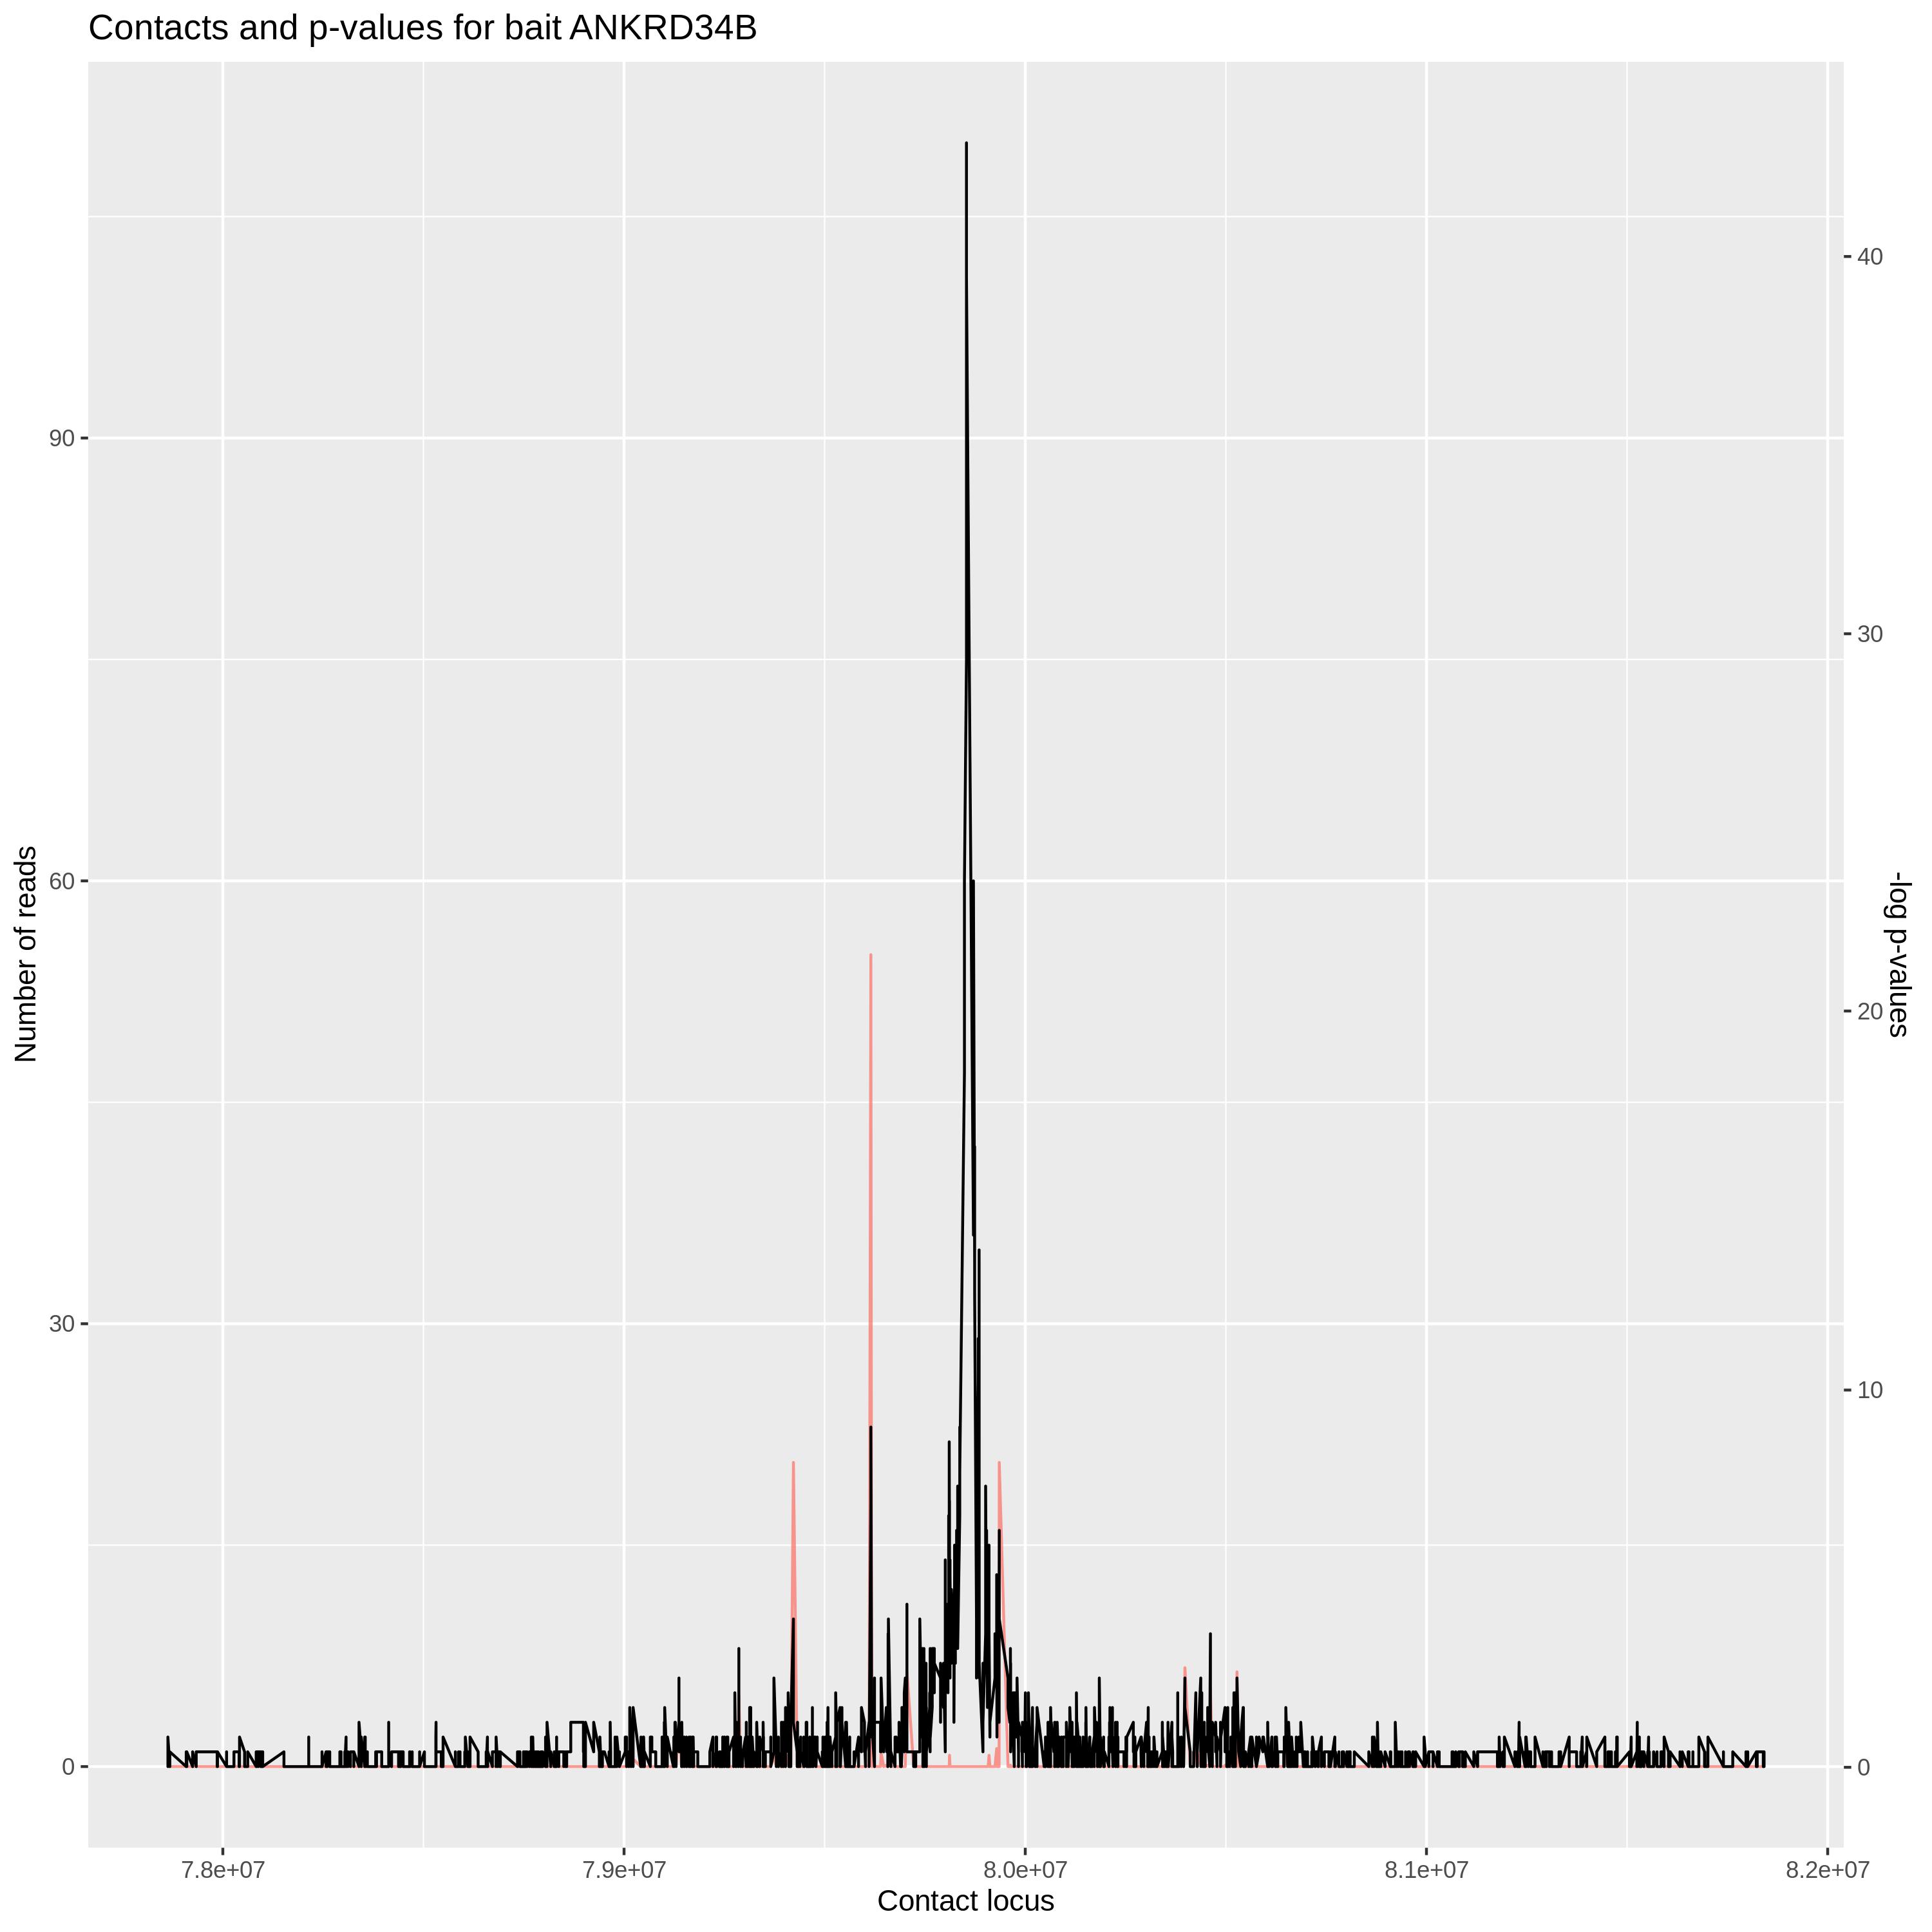 Contacts and p-values for bait ANKRD34B
Number of reads
90
60
30
0
40
30
20
10
0
-log p-values
7.8e+07 7.9e+07 8.0e+07 8.1e+07 8.2e+07
Contact locus